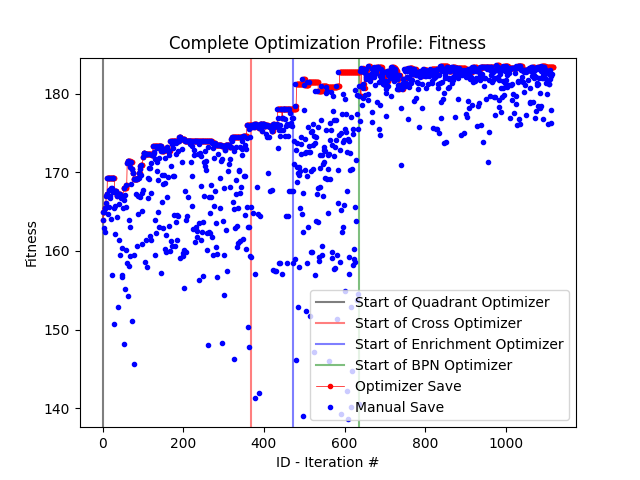 Complete Optimization Profile: Fitness
180
170
160
150
140
Fitness
Start of Quadrant Optimizer
Start of Cross Optimizer
Start of Enrichment Optimizer
Start of BPN Optimizer
Optimizer Save
Manual Save
0 200 400 600 800 1000
ID - Iteration #